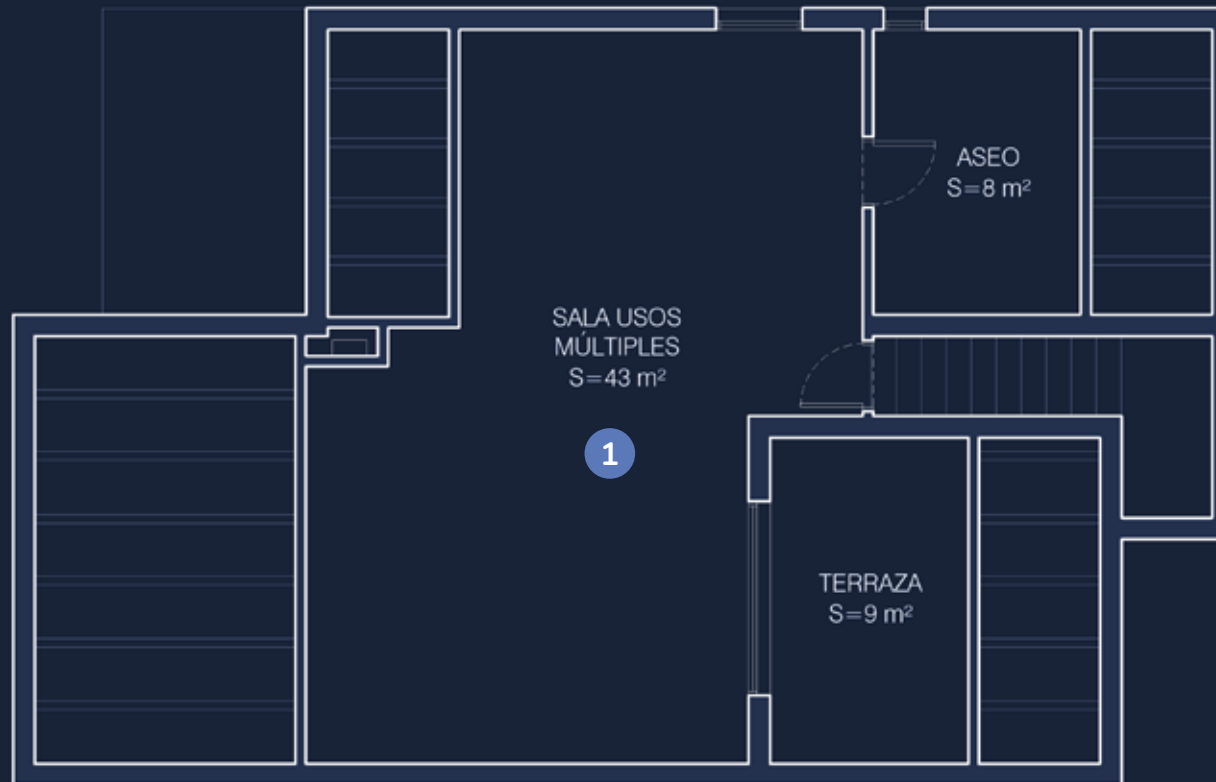 ASEO
S=8 m²
SALA USOS
MÚLTIPLES
S=43 m²
1
TERRAZA
S=9 m²